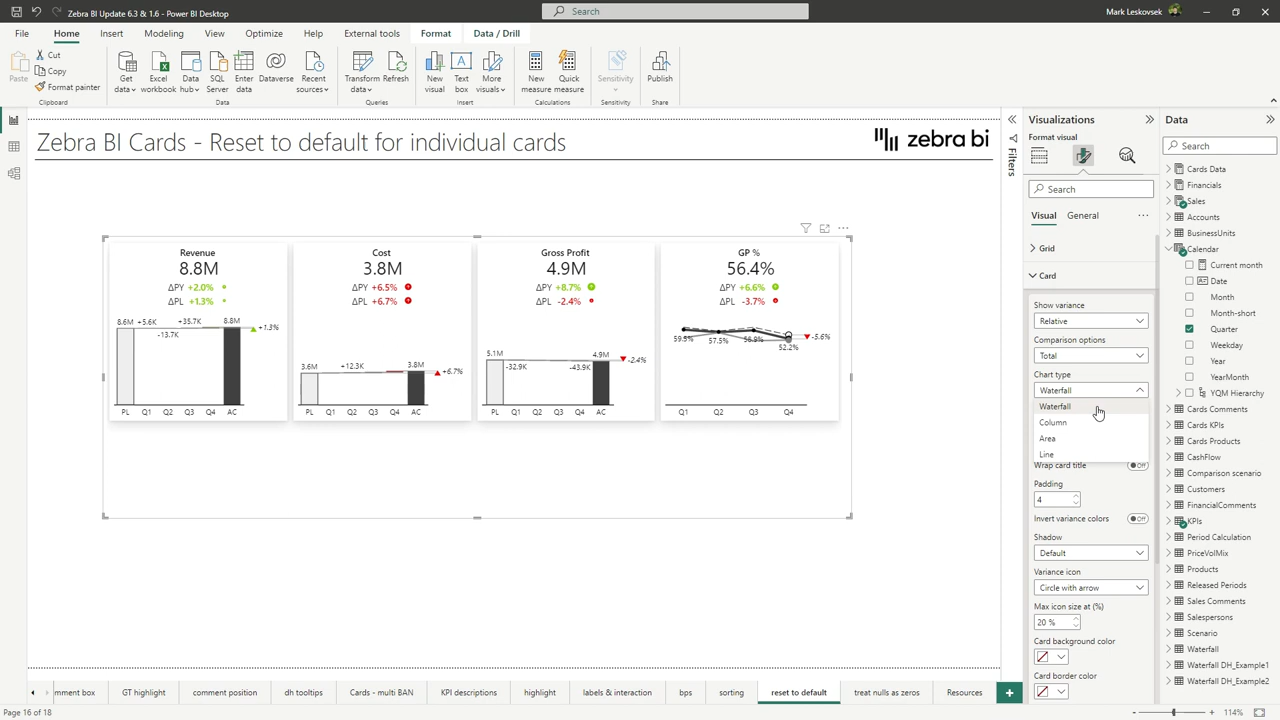 Zebra BI Update 6.3 & 1.6 - Power BI Desktop
Search
Mark Leskovsek
File Home Insert Modeling View Optimize Help External tools Format Data / Drill
Paste
Cut
Copy
Format painter
Get data
Excel workbook
Data hub
SQL Server
Enter data
Dataverse
Recent sources
Transform data
Refresh
New visual
Text box
More visuals
New measure
Quick measure
Sensitivity
Publish
Clipboard Data Queries Insert Calculations Sensitivity Share
Zebra BI Cards - Reset to default for individual cards
zebra bi
Revenue
8.8M
ΔPY +2.0%
ΔPL +1.3%
8.6M +5.6K +35.7K 8.8M
-13.7K
+1.3%
PL Q1 Q2 Q3 Q4 AC
Cost
3.8M
ΔPY +6.5%
ΔPL +6.7%
3.6M +12.3K 3.8M
+6.7%
PL Q1 Q2 Q3 Q4 AC
Gross Profit
4.9M
ΔPY +8.7%
ΔPL -2.4%
5.1M 4.9M
-32.9K -43.9K
-2.4%
PL Q1 Q2 Q3 Q4 AC
GP %
56.4%
ΔPY +6.6%
ΔPL -3.7%
59.5% 57.5% 56.9% 52.2%
-5.6%
Q1 Q2 Q3 Q4
Filters
Visualizations
Format visual
Search
Visual General
Grid
Card
Show variance
Relative
Comparison options
Total
Chart type
Waterfall
Waterfall
Column
Area
Line
Wrap card title Off
Padding
4
Invert variance colors Off
Shadow
Default
Variance icon
Circle with arrow
Max icon size at (%)
20 %
Card background color
Card border color
Data
Search
Cards Data
Financials
Sales
Accounts
BusinessUnits
Calendar
Current month
Date
Month
Month-short
Quarter
Weekday
Year
YearMonth
YQM Hierarchy
Cards Comments
Cards KPIs
Cards Products
CashFlow
Comparison scenario
Customers
FinancialComments
KPIs
Period Calculation
PriceVolMix
Products
Released Periods
Sales Comments
Salespersons
Scenario
Waterfall
Waterfall DH_Example1
Waterfall DH_Example2
mment box GT highlight comment position dh tooltips Cards - multi BAN KPI descriptions highlight labels & interaction bps sorting reset to default treat nulls as zeros Resources
Page 16 of 18
114%